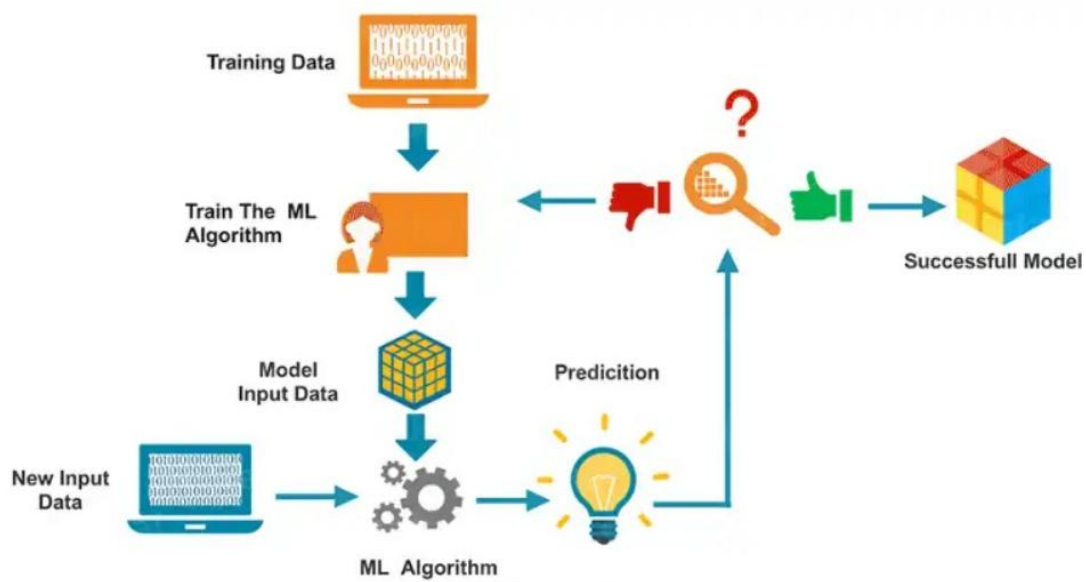 Training Data
?
Train The ML
Algorithm
Successfull Model
Model
Input Data
Predicition
New Input
Data
ML Algorithm